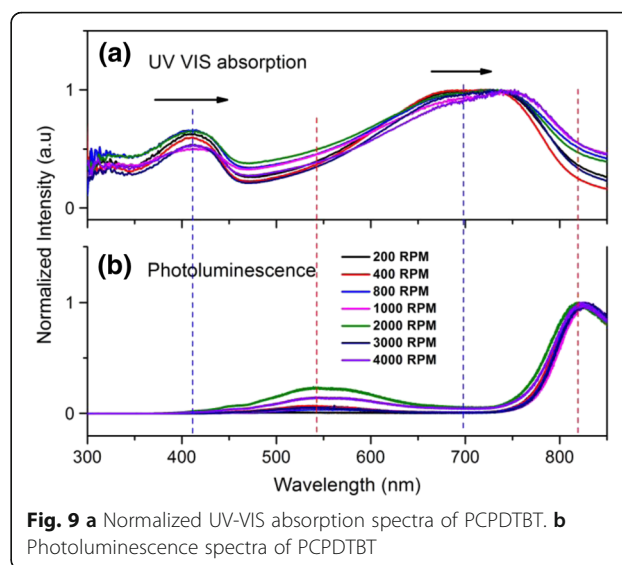 (a)
UV VIS absorption
1
0
Normalized Intensity (a.u)
(b)
Photoluminescence
200 RPM
400 RPM
800 RPM
1000 RPM
2000 RPM
3000 RPM
4000 RPM
1
0
300 400 500 600 700 800
Wavelength (nm)
Fig. 9 a Normalized UV-VIS absorption spectra of PCPDTBT. b
Photoluminescence spectra of PCPDTBT